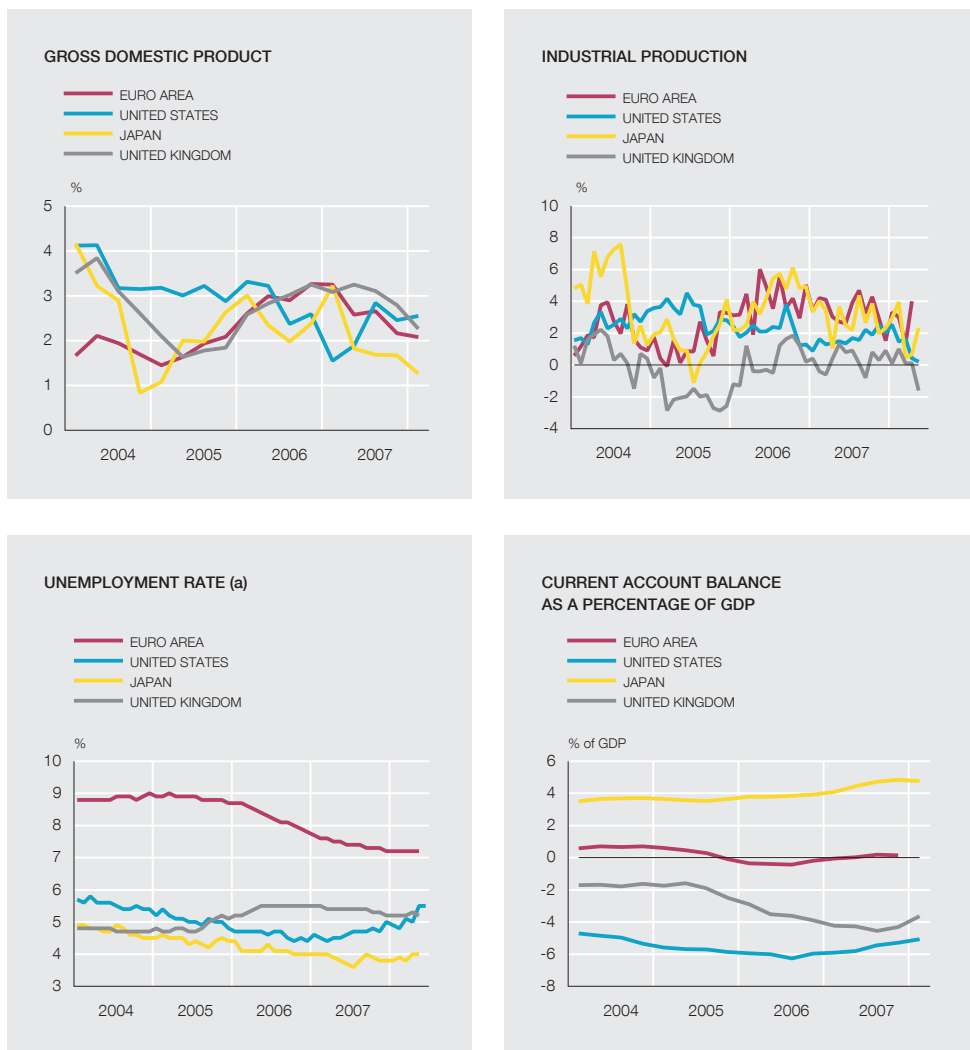 GROSS DOMESTIC PRODUCT
EURO AREA
UNITED STATES
JAPAN
UNITED KINGDOM
%
5
4
3
2
1
0
2004 2005 2006 2007
INDUSTRIAL PRODUCTION
EURO AREA
UNITED STATES
JAPAN
UNITED KINGDOM
%
10
8
6
4
2
0
-2
-4
2004 2005 2006 2007
UNEMPLOYMENT RATE (a)
EURO AREA
UNITED STATES
JAPAN
UNITED KINGDOM
%
10
9
8
7
6
5
4
3
2004 2005 2006 2007
CURRENT ACCOUNT BALANCE
AS A PERCENTAGE OF GDP
EURO AREA
UNITED STATES
JAPAN
UNITED KINGDOM
% of GDP
6
4
2
0
-2
-4
-6
-8
2004 2005 2006 2007